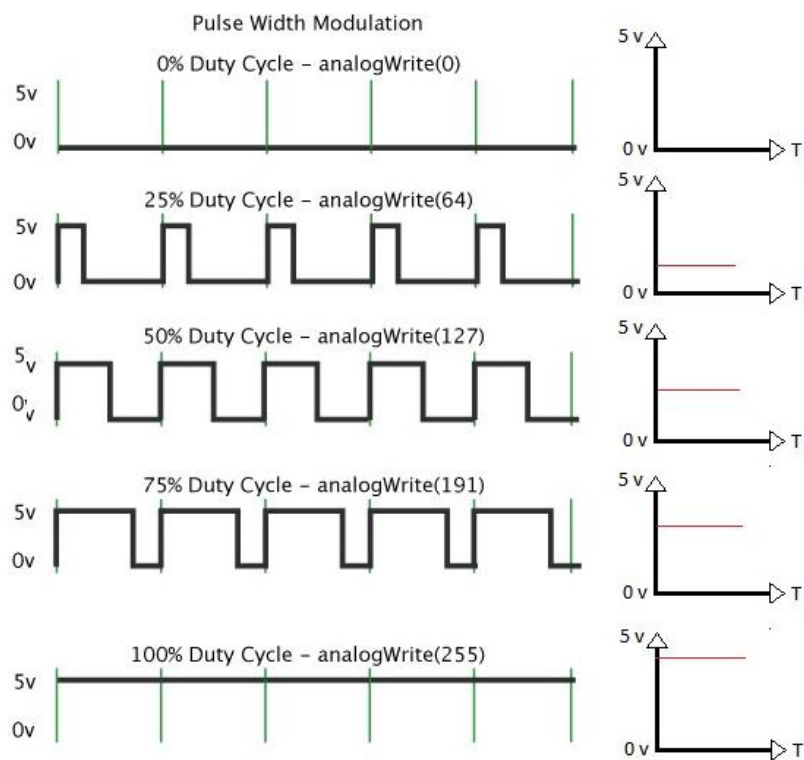 Pulse Width Modulation
0% Duty Cycle – analogWrite(0)
5v
0v
5 v
0 v
T
25% Duty Cycle – analogWrite(64)
5v
0v
5 v
0 v
T
50% Duty Cycle – analogWrite(127)
5v
0v
5 v
0 v
T
75% Duty Cycle – analogWrite(191)
5v
0v
5 v
0 v
T
100% Duty Cycle – analogWrite(255)
5v
0v
5 v
0 v
T